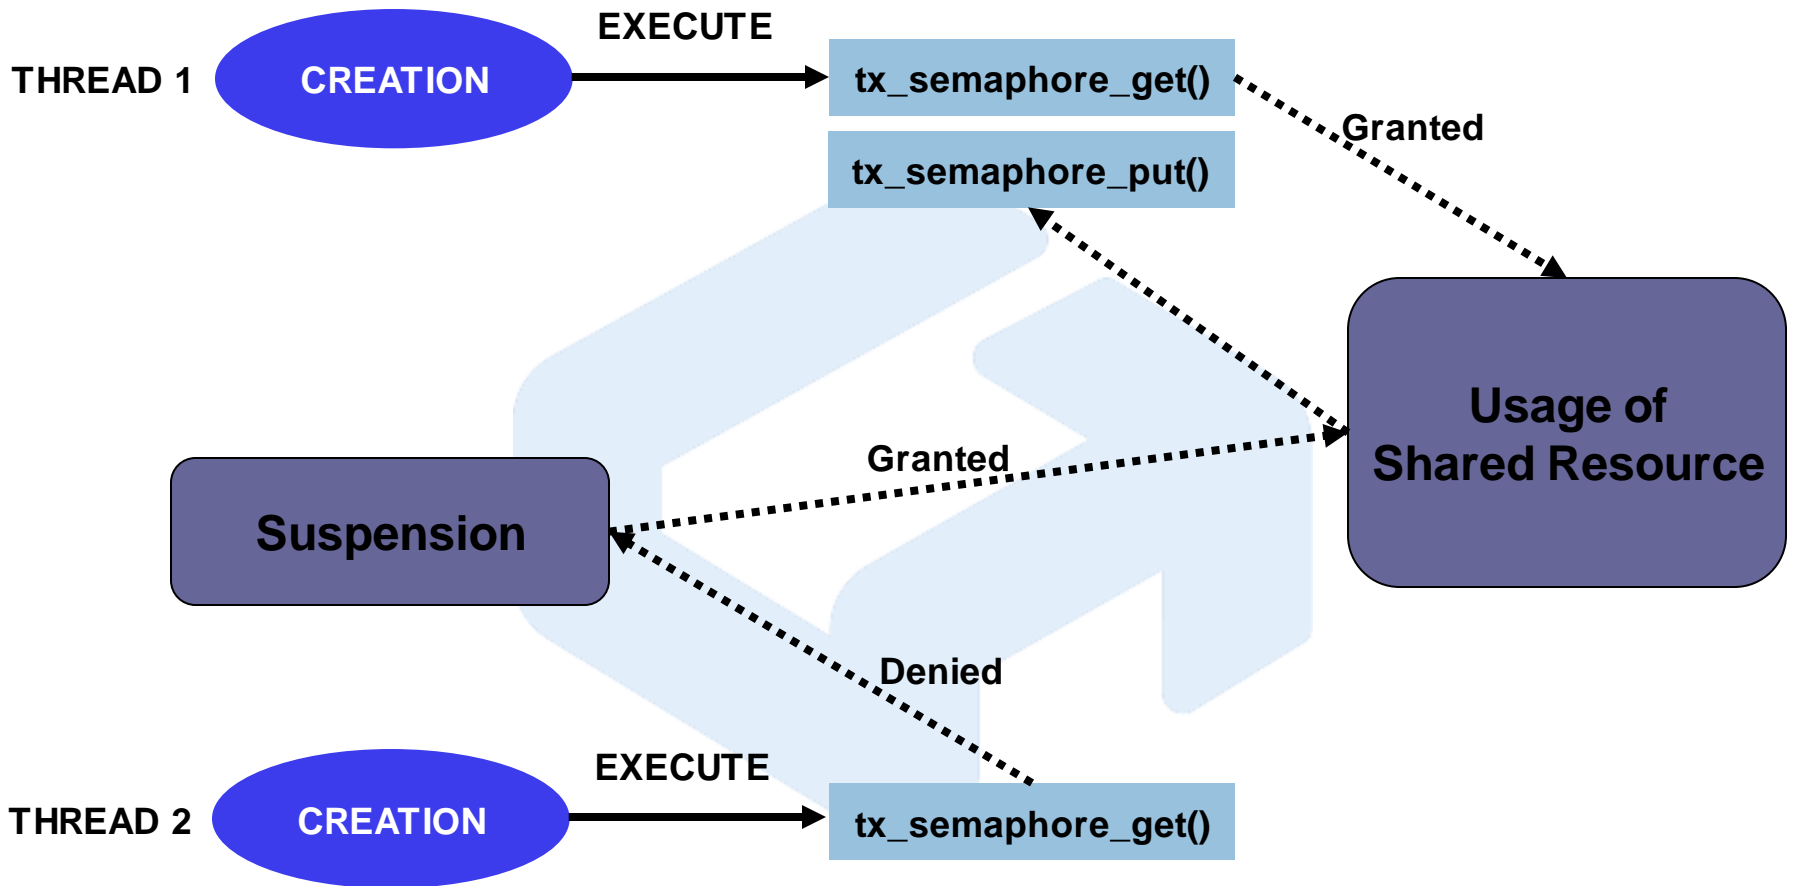 EXECUTE
THREAD 1
CREATION
tx_semaphore_get()
Granted
tx_semaphore_put()
Usage of
Shared Resource
Granted
Suspension
Denied
EXECUTE
THREAD 2
CREATION
tx_semaphore_get()